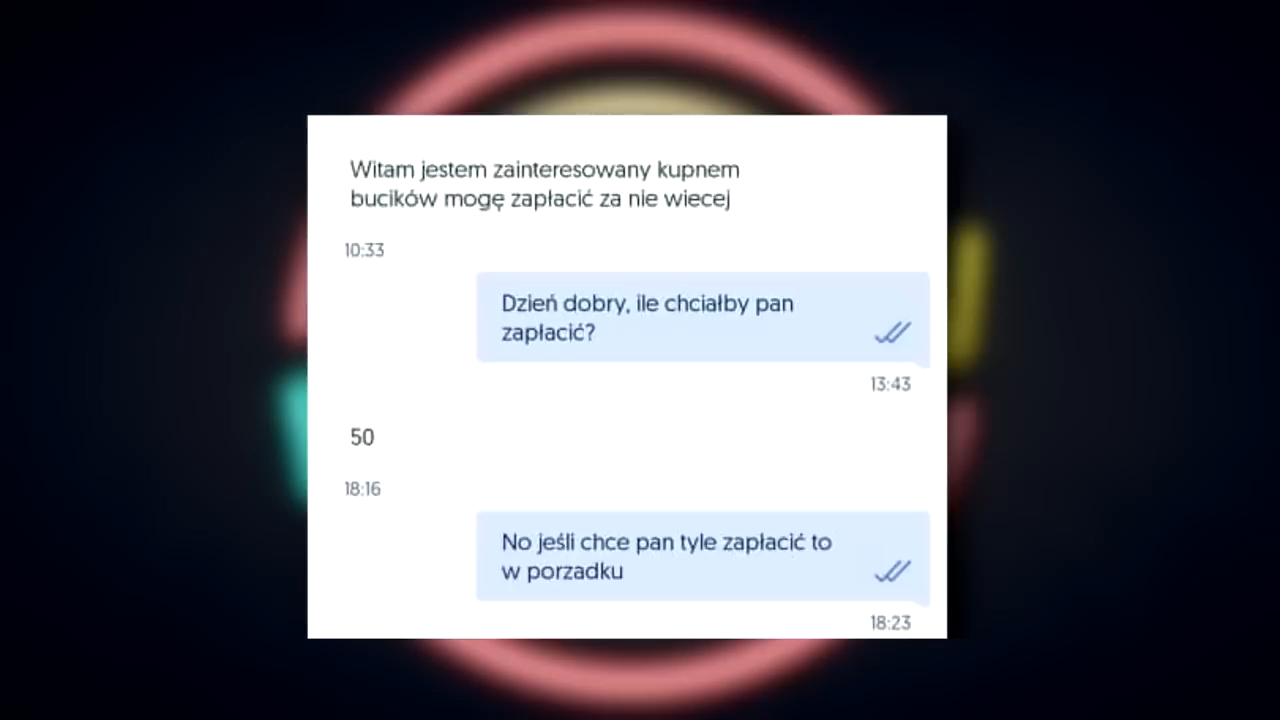 Witam jestem zainteresowany kupnem
bucików mogę zapłacić za nie wiecej
10:33
Dzień dobry, ile chciałby pan
zapłacić?
13:43
50
18:16
No jeśli chce pan tyle zapłacić to
w porzadku
18:23